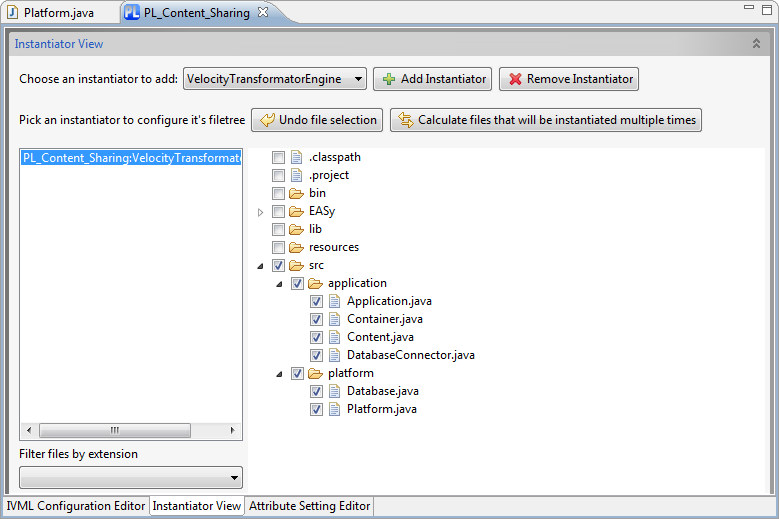 Platform.java
PL PL_Content_Sharing
Instantiator View
Choose an instantiator to add: VelocityTransformatorEngine Add Instantiator Remove Instantiator
Pick an instantiator to configure it's filetree Undo file selection Calculate files that will be instantiated multiple times
PL_Content_Sharing:VelocityTransformato
.classpath
.project
bin
EASy
lib
resources
src
application
Application.java
Container.java
Content.java
DatabaseConnector.java
platform
Database.java
Platform.java
Filter files by extension
IVML Configuration Editor Instantiator View Attribute Setting Editor